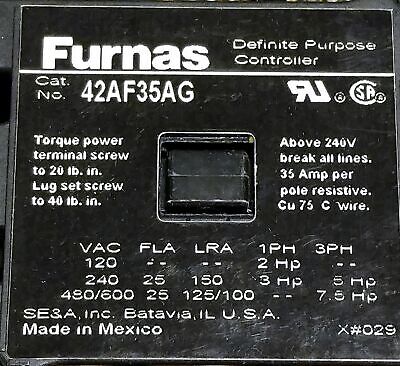 Furnas Definite Purpose
Controller
Cat.
No. 42AF35AG
Torque power
terminal screw
to 20 lb. in.
Lug set screw
to 40 lb. in.
Above 240V
break all lines.
35 Amp per
pole resistive.
Cu 75 C wire.
VAC FLA LRA 1PH 3PH
120 -- -- 2 Hp --
240 25 150 3 Hp 5 Hp
480/600 25 125/100 -- 7.5 Hp
SE&A, Inc. Batavia, IL U.S.A.
Made in Mexico X#029